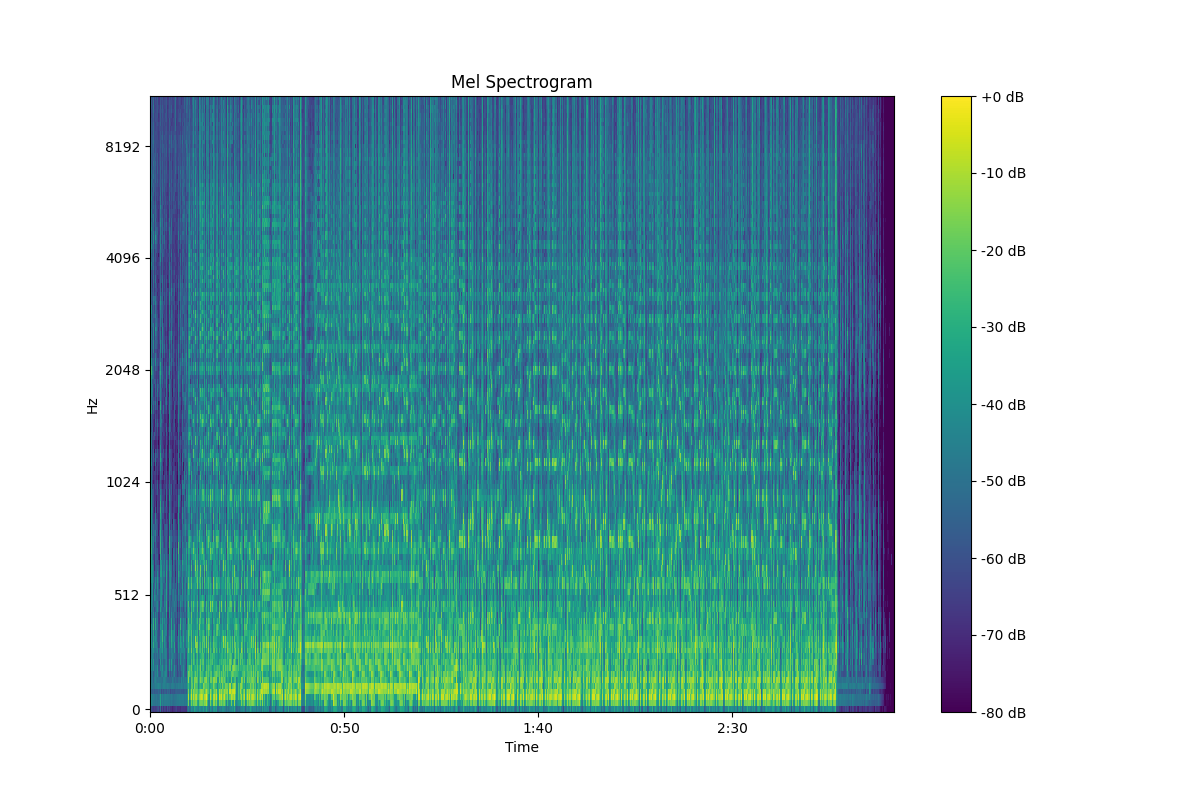 Mel Spectrogram
Hz
8192
4096
2048
1024
512
0
0:00 0:50 1:40 2:30
Time
+0 dB
-10 dB
-20 dB
-30 dB
-40 dB
-50 dB
-60 dB
-70 dB
-80 dB